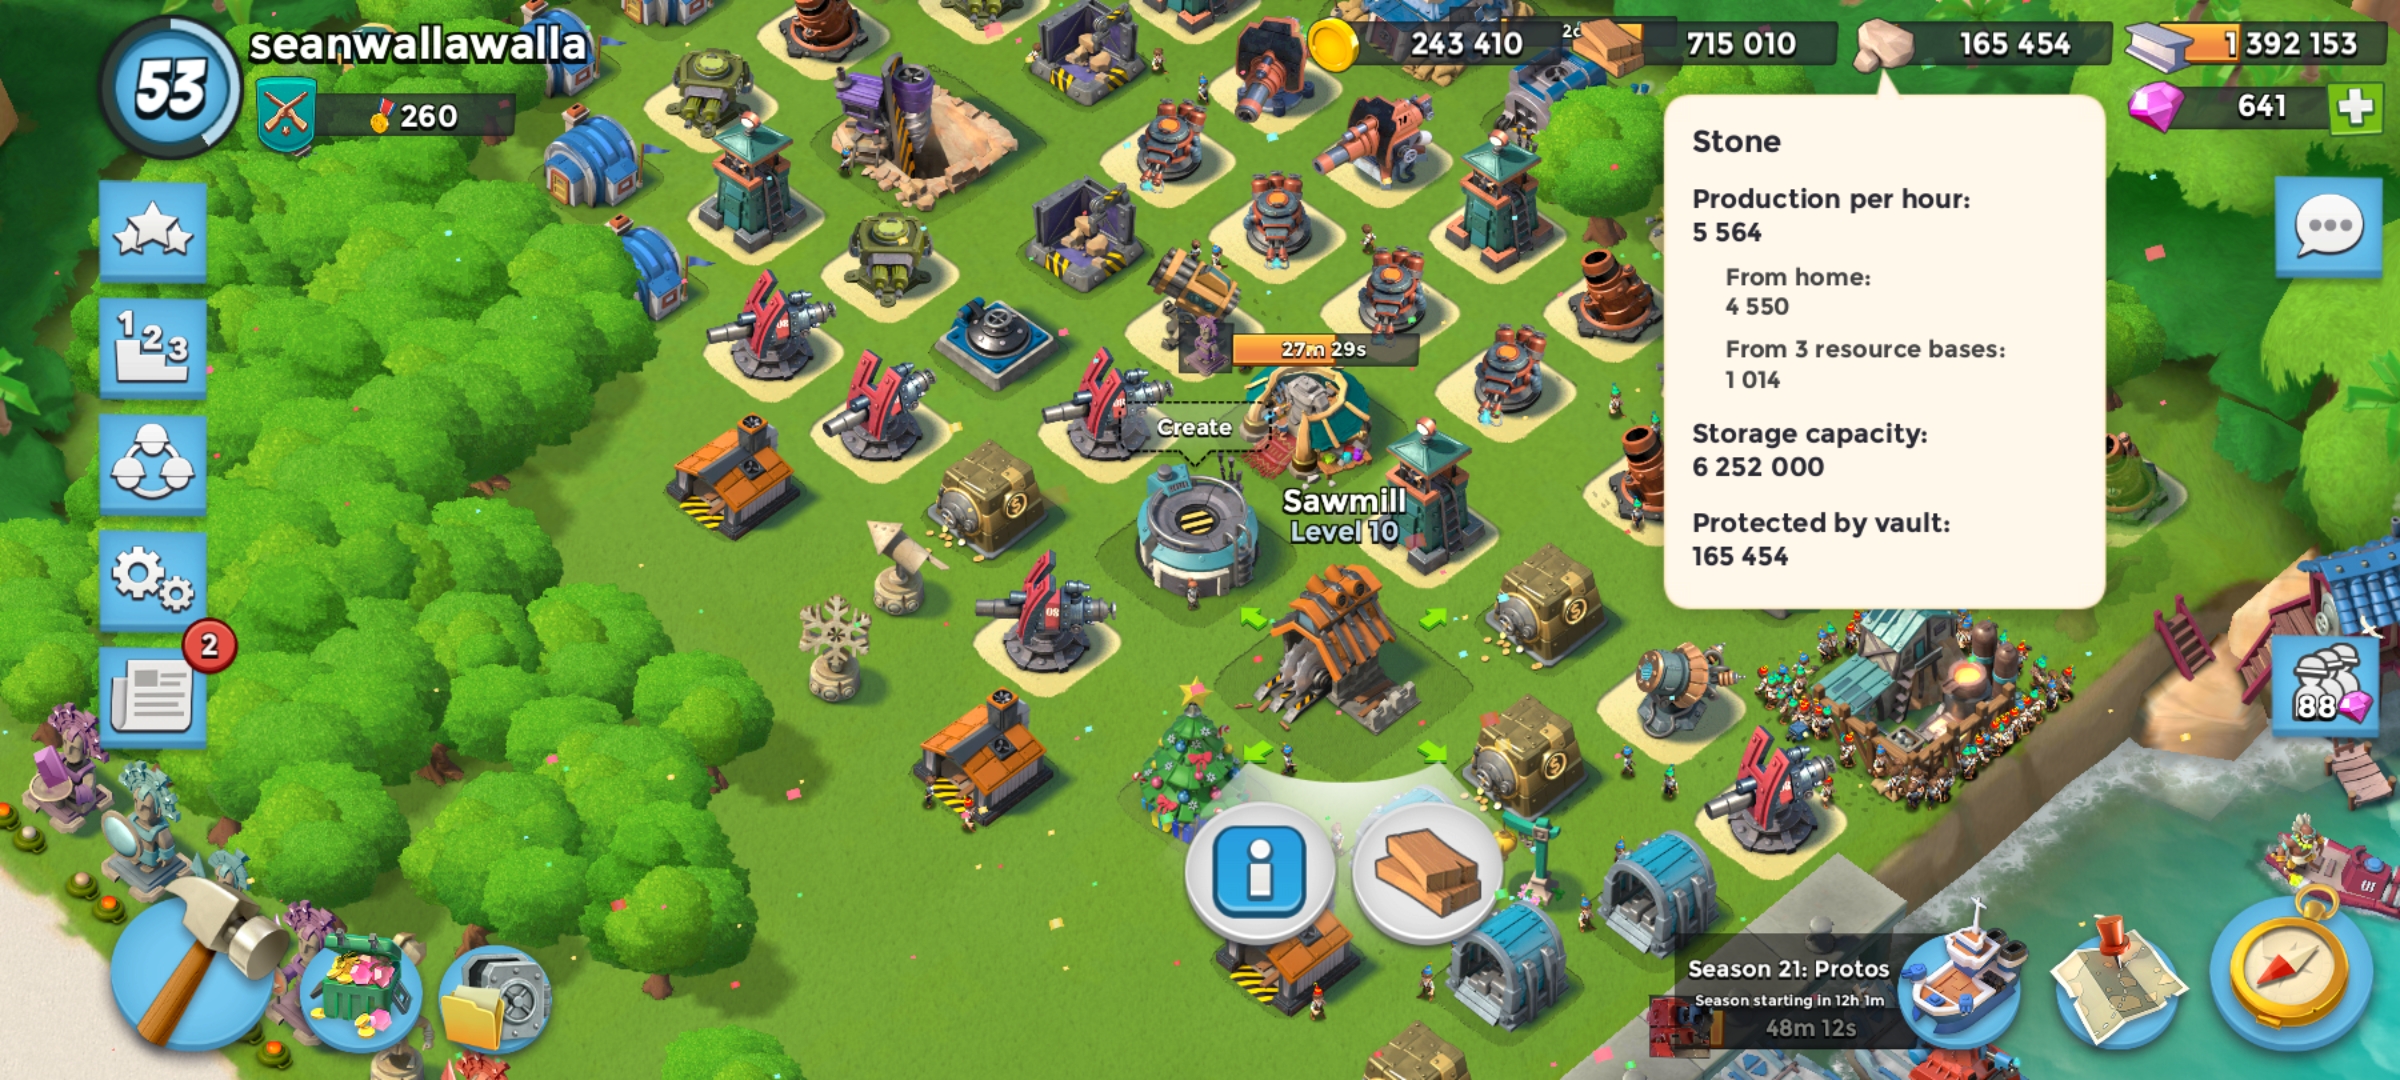 53
seanwallawalla
260
243 410
715 010
165 454
1 392 153
641
Stone
Production per hour:
5 564
From home:
4 550
From 3 resource bases:
1 014
Storage capacity:
6 252 000
Protected by vault:
165 454
1 2 3
27m 29s
Create
Sawmill
Level 10
2
88
Season 21: Protos
Season starting in 12h 1m
48m 12s